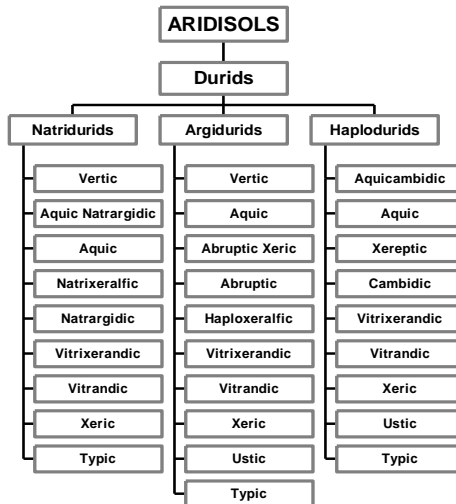 ARIDISOLS
Durids
Natridurids
Vertic
Aquic Natrargidic
Aquic
Natrixeralfic
Natrargidic
Vitrixerandic
Vitrandic
Xeric
Typic
Argidurids
Vertic
Aquic
Abruptic Xeric
Abruptic
Haploxeralfic
Vitrixerandic
Vitrandic
Xeric
Ustic
Typic
Haplodurids
Aquicambidic
Aquic
Xereptic
Cambidic
Vitrixerandic
Vitrandic
Xeric
Ustic
Typic